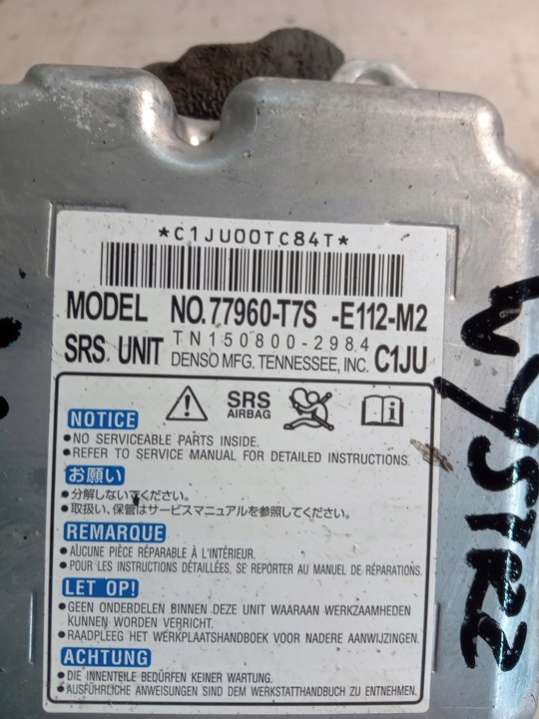 *C1JU00TC84T*
MODEL NO.77960-T7S -E112-M2
TN150800-2984
SRS UNIT DENSO MFG. TENNESSEE, INC. C1JU
SRS
AIRBAG
NOTICE
●NO SERVICEABLE PARTS INSIDE.
●REFER TO SERVICE MANUAL FOR DETAILED INSTRUCTIONS.
お願い
●分解しないでください。
●取扱い、保管はサービスマニュアルを参照してください。
REMARQUE
●AUCUNE PIÈCE RÉPARABLE À L'INTÉRIEUR.
●POUR LES INSTRUCTIONS DÉTAILLÉES, SE REPORTER AU MANUEL DE RÉPARATIONS.
LET OP!
●GEEN ONDERDELEN BINNEN DEZE UNIT WAARAAN WERKZAAMHEDEN
KUNNEN WORDEN VERRICHT.
●RAADPLEEG HET WERKPLAATSHANDBOEK VOOR NADERE AANWIJZINGEN.
ACHTUNG
●DIE INNENTEILE BEDÜRFEN KEINER WARTUNG.
●AUSFÜHRLICHE ANWEISUNGEN SIND DEM WERKSTATTHANDBUCH ZU ENTNEHMEN.
WYSTRZ